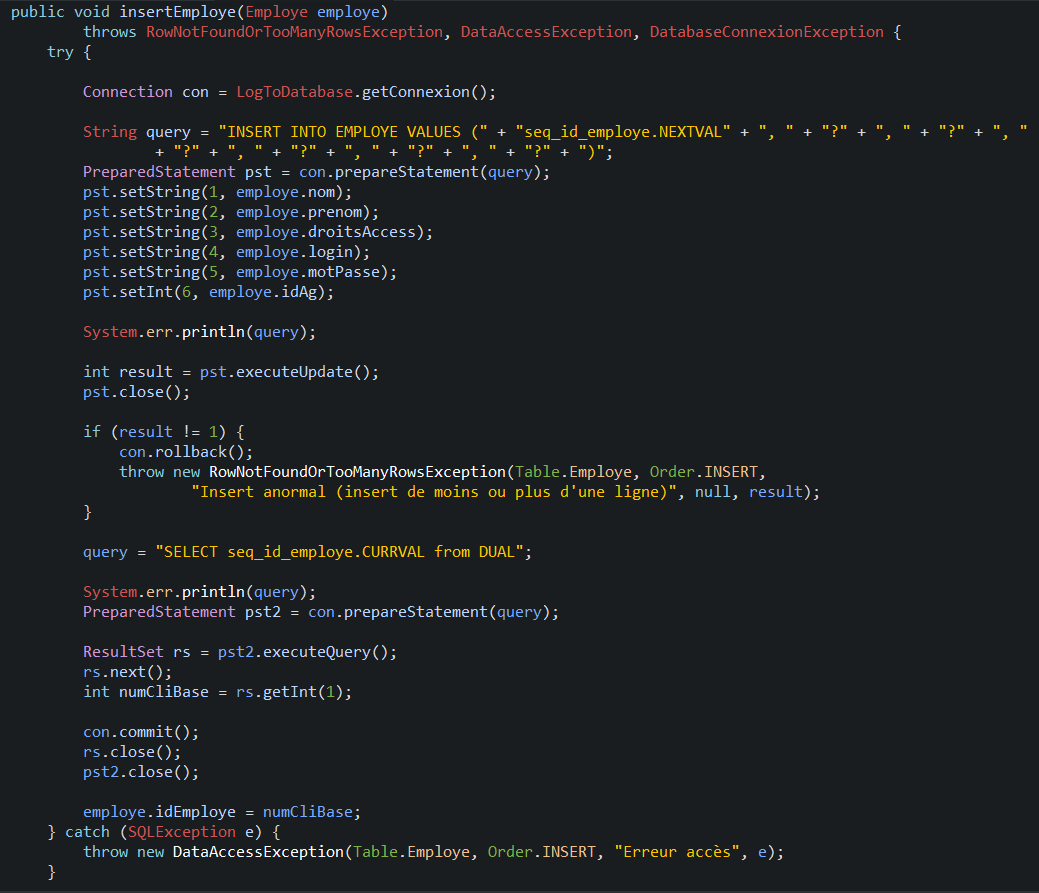 public void insertEmploye(Employe employe)
throws RowNotFoundOrTooManyRowsException, DataAccessException, DatabaseConnexionException {
try {
Connection con = LogToDatabase.getConnexion();
String query = "INSERT INTO EMPLOYE VALUES (" + "seq_id_employe.NEXTVAL" + ", " + "?" + ", " + "?" + ", "
+ "?" + ", " + "?" + ", " + "?" + ", " + "?" + ")";
PreparedStatement pst = con.prepareStatement(query);
pst.setString(1, employe.nom);
pst.setString(2, employe.prenom);
pst.setString(3, employe.droitsAccess);
pst.setString(4, employe.login);
pst.setString(5, employe.motPasse);
pst.setInt(6, employe.idAg);
System.err.println(query);
int result = pst.executeUpdate();
pst.close();
if (result != 1) {
con.rollback();
throw new RowNotFoundOrTooManyRowsException(Table.Employe, Order.INSERT,
"Insert anormal (insert de moins ou plus d'une ligne)", null, result);
}
query = "SELECT seq_id_employe.CURRVAL from DUAL";
System.err.println(query);
PreparedStatement pst2 = con.prepareStatement(query);
ResultSet rs = pst2.executeQuery();
rs.next();
int numCliBase = rs.getInt(1);
con.commit();
rs.close();
pst2.close();
employe.idEmploye = numCliBase;
} catch (SQLException e) {
throw new DataAccessException(Table.Employe, Order.INSERT, "Erreur accès", e);
}